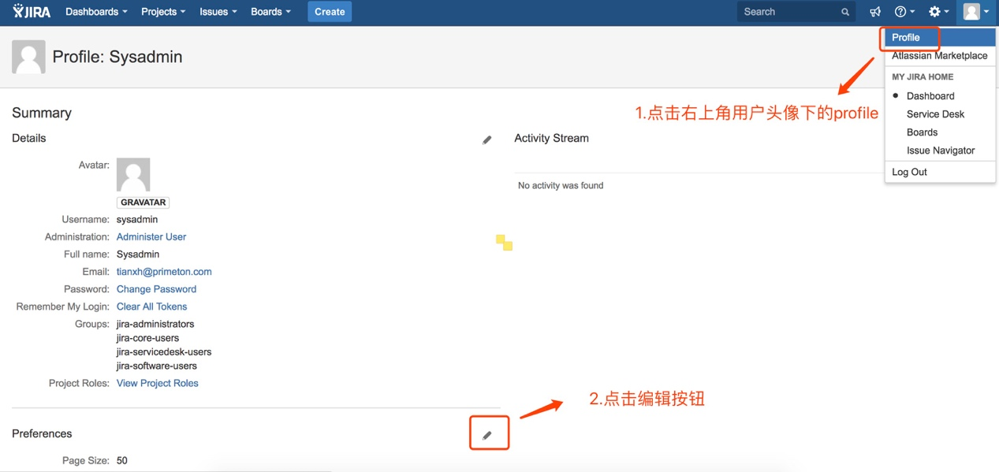 JIRA Dashboards Projects Issues Boards Create Search
Profile
Atlassian Marketplace
MY JIRA HOME
Dashboard
Service Desk
Boards
Issue Navigator
Log Out
Profile: Sysadmin
1.点击右上角用户头像下的profile
Summary
Details
Avatar:
GRAVATAR
Username: sysadmin
Administration: Administer User
Full name: Sysadmin
Email: tianxh@primeton.com
Password: Change Password
Remember My Login: Clear All Tokens
Groups: jira-administrators
jira-core-users
jira-servicedesk-users
jira-software-users
Project Roles: View Project Roles
Activity Stream
No activity was found
2.点击编辑按钮
Preferences
Page Size: 50